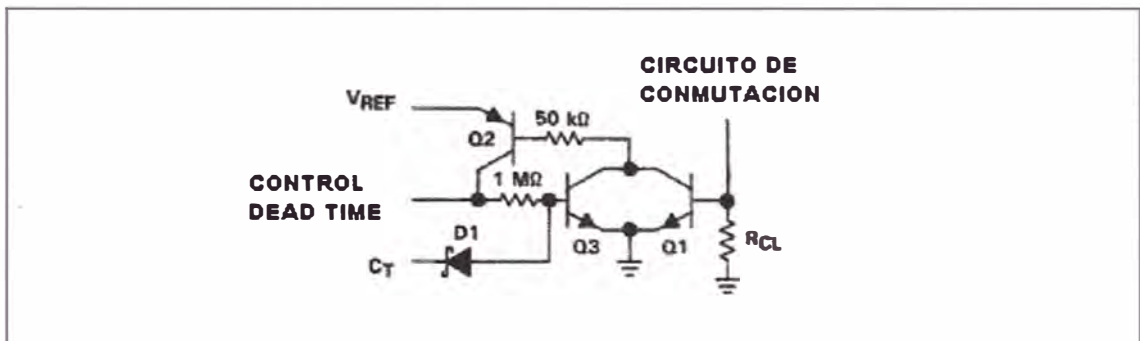 CIRCUITO DE
CONMUTACION
VREF
50 kΩ
Q2
1 MΩ
CONTROL
DEAD TIME
Q3
Q1
RCL
D1
CT